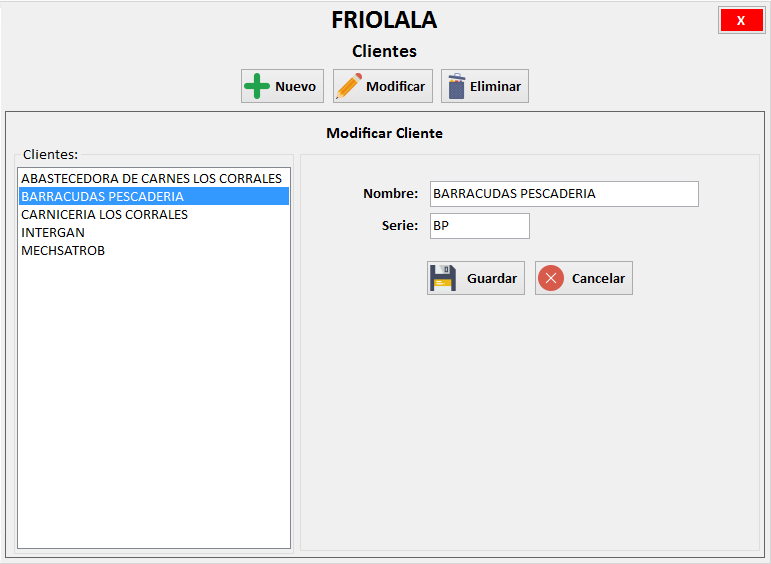 FRIOLALA
X
Clientes
Nuevo
Modificar
Eliminar
Modificar Cliente
Clientes:
ABASTECEDORA DE CARNES LOS CORRALES
BARRACUDAS PESCADERIA
CARNICERIA LOS CORRALES
INTERGAN
MECHSATROB
Nombre:
BARRACUDAS PESCADERIA
Serie:
BP
Guardar
Cancelar